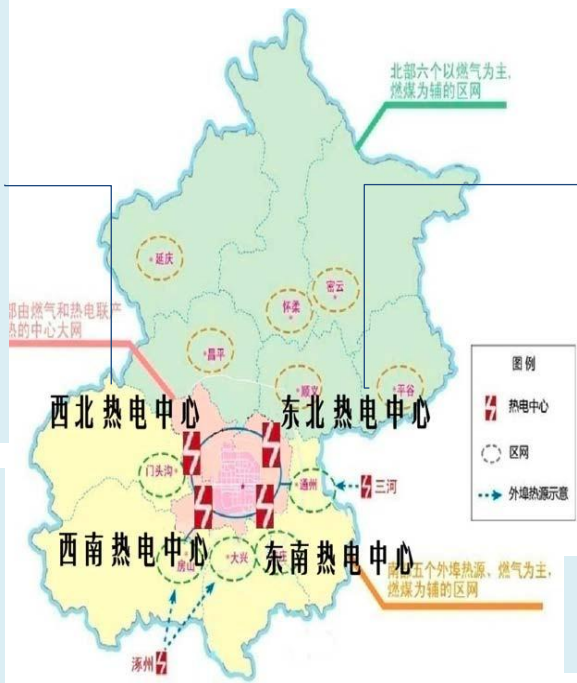 北部六个以燃气为主,
燃煤为辅的区网
延庆
密云
怀柔
部由燃气和热电联产
热的中心大网
昌平
顺义
平谷
图例
热电中心
区网
外埠热源示意
西北热电中心
东北热电中心
门头沟
通州
三河
西南热电中心
东南热电中心
房山
大兴
庄
南部五个外埠热源、燃气为主,
燃煤为辅的区网
涿州